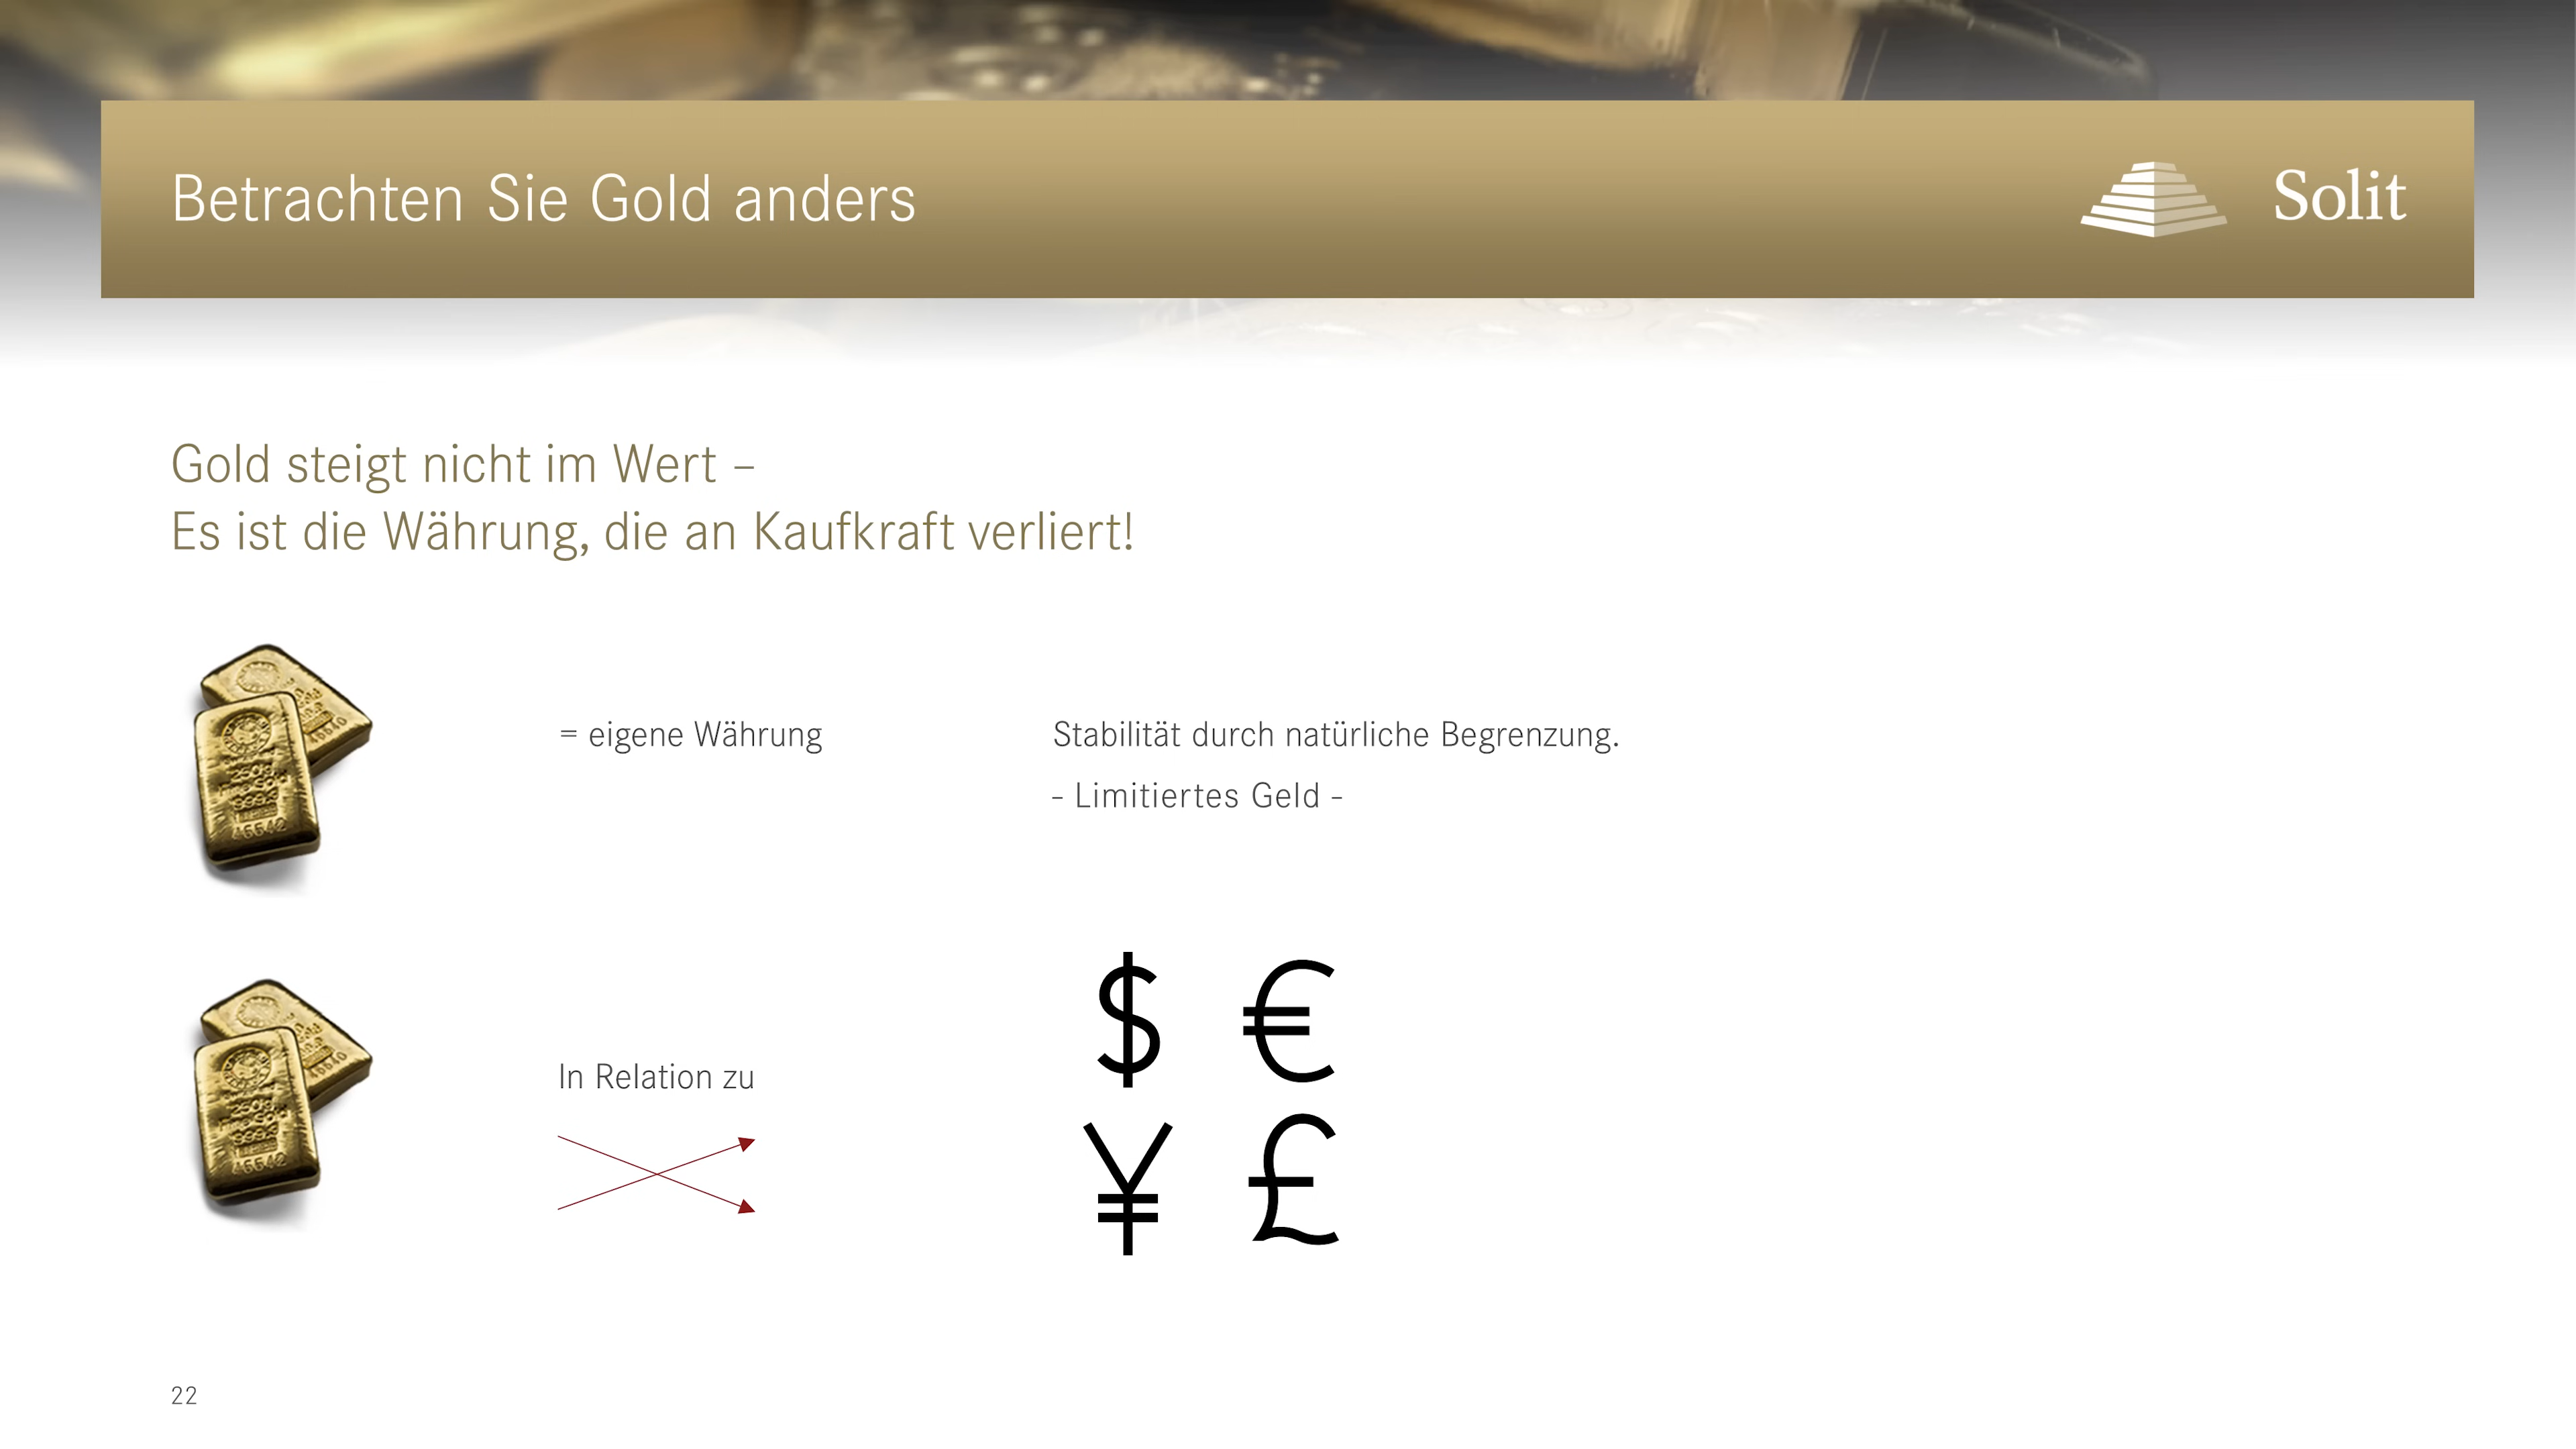 Betrachten Sie Gold anders
Solit
Gold steigt nicht im Wert –
Es ist die Währung, die an Kaufkraft verliert!
= eigene Währung
Stabilität durch natürliche Begrenzung.
- Limitiertes Geld -
In Relation zu
$ €
¥ £
22